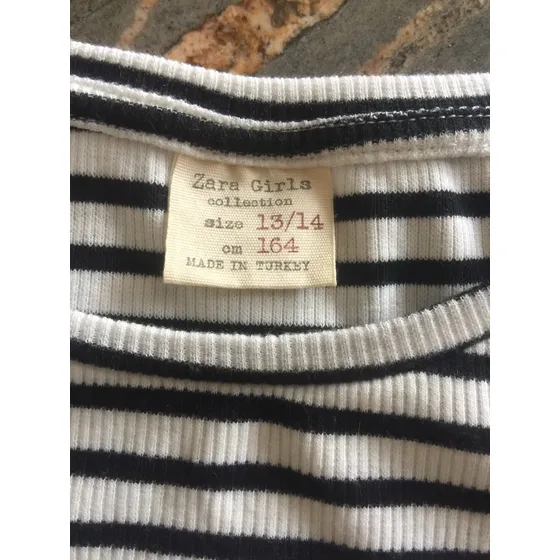 Zara Girls
collection
size 13/14
cm 164
MADE IN TURKEY